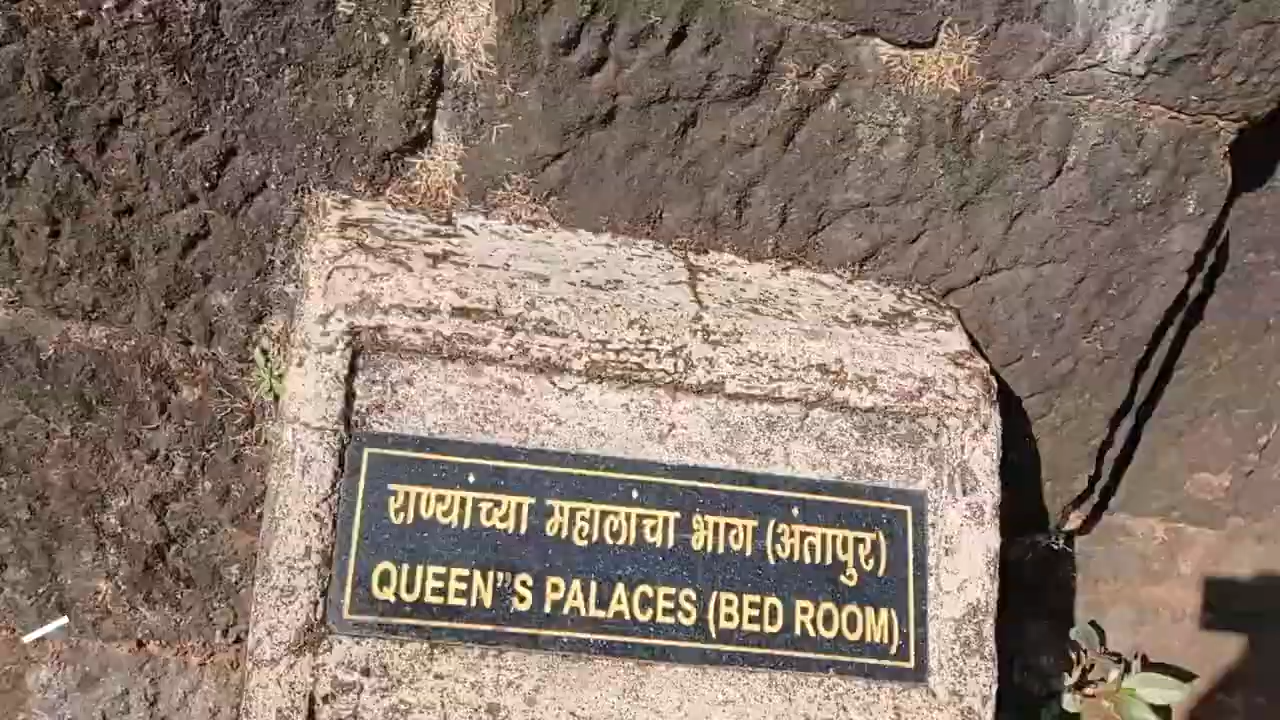 राण्यांच्या महालांचा भाग (अंतापुर)
QUEEN"S PALACES (BED ROOM)